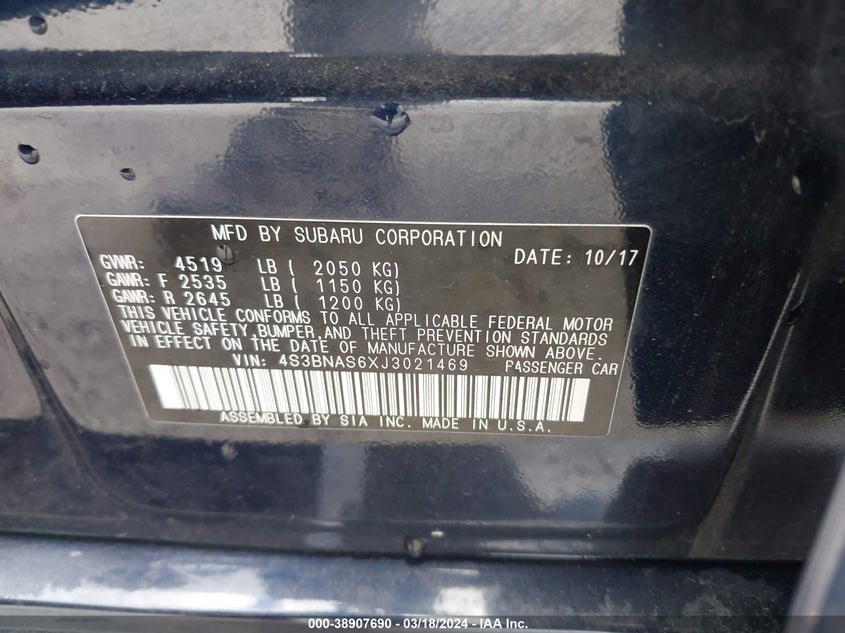 MFD BY SUBARU CORPORATION
GVWR: 4519 LB ( 2050 KG) DATE: 10/17
GAWR: F 2535 LB ( 1150 KG)
GAWR: R 2645 LB ( 1200 KG)
THIS VEHICLE CONFORMS TO ALL APPLICABLE FEDERAL MOTOR
VEHICLE SAFETY,BUMPER,AND THEFT PREVENTION STANDARDS
IN EFFECT ON THE DATE OF MANUFACTURE SHOWN ABOVE.
VIN: 4S3BNAS6XJ3021469 PASSENGER CAR
ASSEMBLED BY SIA INC. MADE IN U.S.A.
000-38907690 - 03/18/2024 - IAA Inc.